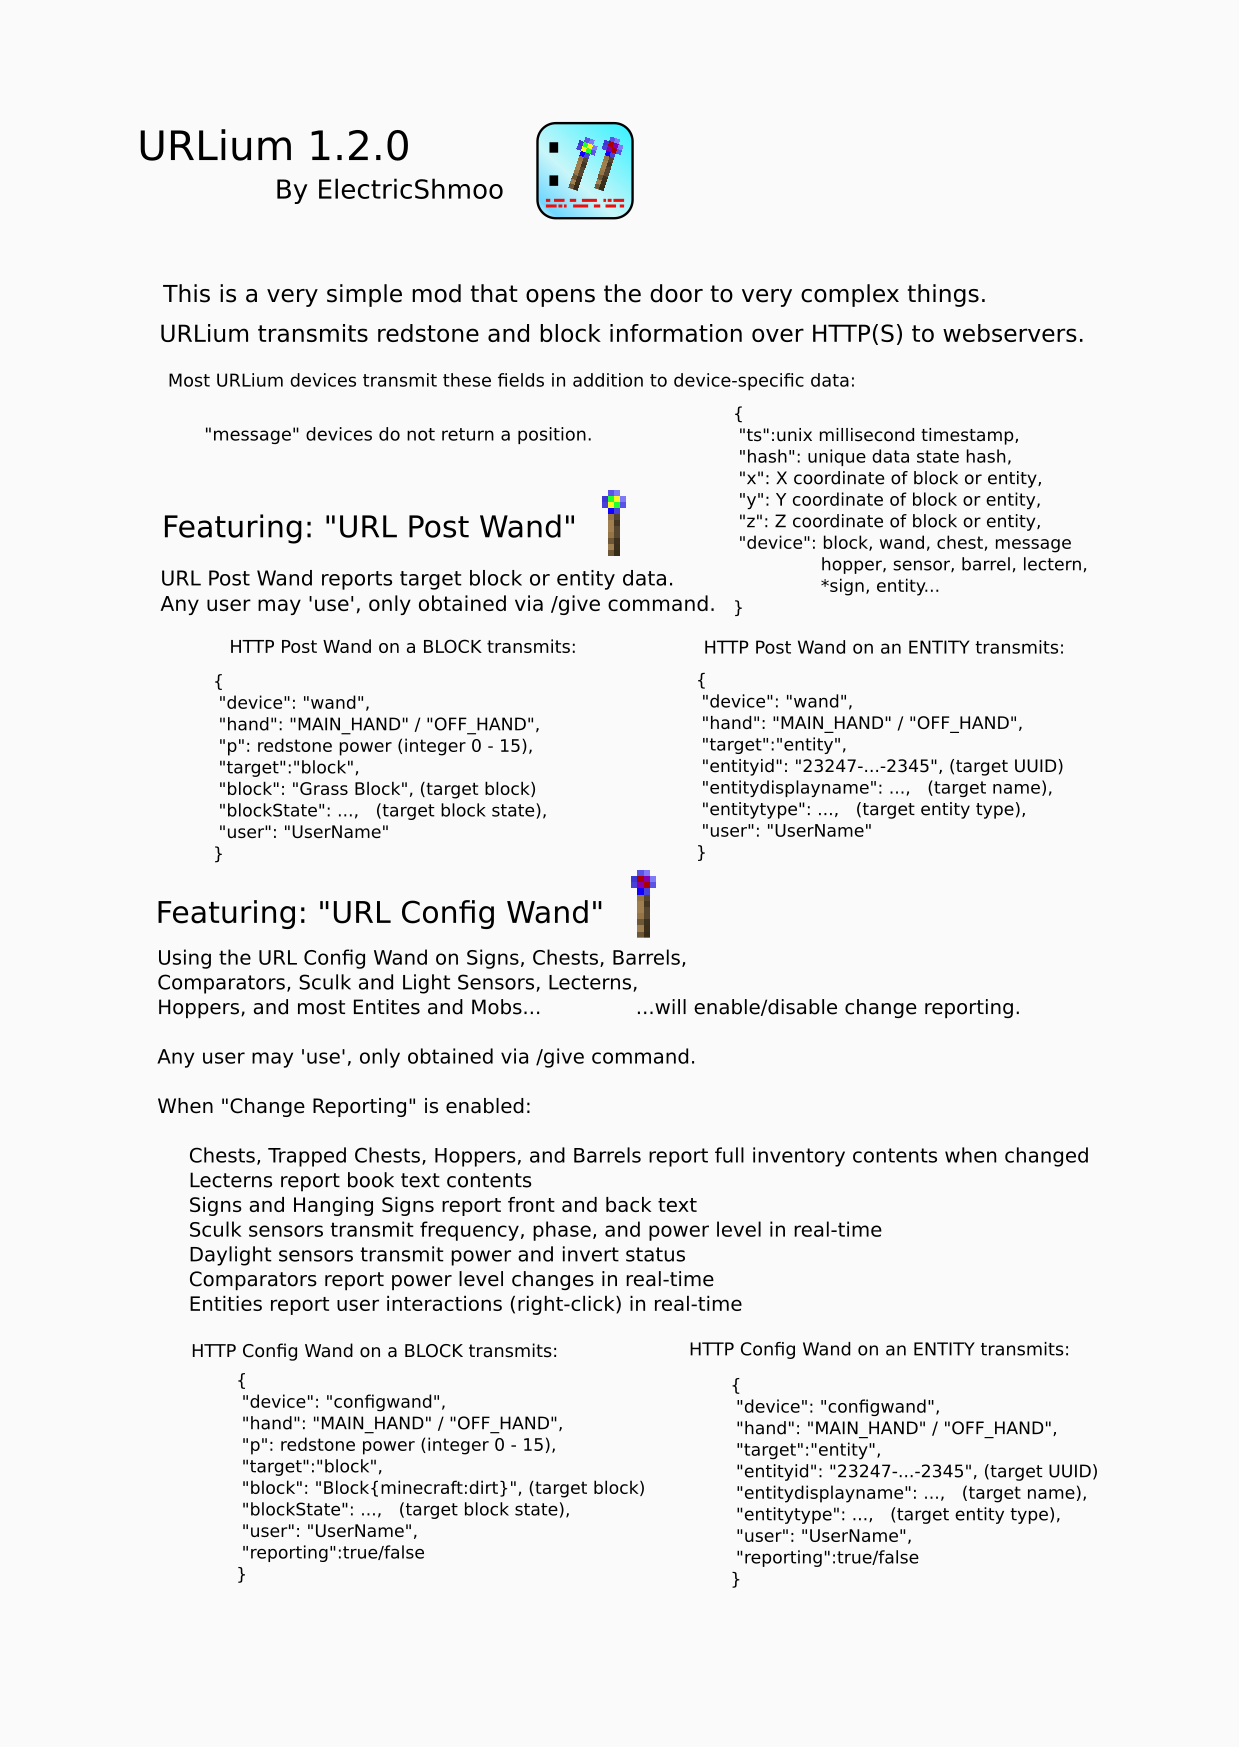 URLium 1.2.0
By ElectricShmoo
This is a very simple mod that opens the door to very complex things.
URLium transmits redstone and block information over HTTP(S) to webservers.
Most URLium devices transmit these fields in addition to device-specific data:
"message" devices do not return a position.
{
"ts":unix millisecond timestamp,
"hash": unique data state hash,
"x": X coordinate of block or entity,
"y": Y coordinate of block or entity,
"z": Z coordinate of block or entity,
"device": block, wand, chest, message
hopper, sensor, barrel, lectern,
*sign, entity...
}
Featuring: "URL Post Wand"
URL Post Wand reports target block or entity data.
Any user may 'use', only obtained via /give command.
HTTP Post Wand on a BLOCK transmits:
{
"device": "wand",
"hand": "MAIN_HAND" / "OFF_HAND",
"p": redstone power (integer 0 - 15),
"target":"block",
"block": "Grass Block", (target block)
"blockState": ...,   (target block state),
"user": "UserName"
}
HTTP Post Wand on an ENTITY transmits:
{
"device": "wand",
"hand": "MAIN_HAND" / "OFF_HAND",
"target":"entity",
"entityid": "23247-...-2345", (target UUID)
"entitydisplayname": ...,   (target name),
"entitytype": ...,   (target entity type),
"user": "UserName"
}
Featuring: "URL Config Wand"
Using the URL Config Wand on Signs, Chests, Barrels,
Comparators, Sculk and Light Sensors, Lecterns,
Hoppers, and most Entites and Mobs...     ...will enable/disable change reporting.
Any user may 'use', only obtained via /give command.
When "Change Reporting" is enabled:
Chests, Trapped Chests, Hoppers, and Barrels report full inventory contents when changed
Lecterns report book text contents
Signs and Hanging Signs report front and back text
Sculk sensors transmit frequency, phase, and power level in real-time
Daylight sensors transmit power and invert status
Comparators report power level changes in real-time
Entities report user interactions (right-click) in real-time
HTTP Config Wand on a BLOCK transmits:
{
"device": "configwand",
"hand": "MAIN_HAND" / "OFF_HAND",
"p": redstone power (integer 0 - 15),
"target":"block",
"block": "Block{minecraft:dirt}", (target block)
"blockState": ...,   (target block state),
"user": "UserName",
"reporting":true/false
}
HTTP Config Wand on an ENTITY transmits:
{
"device": "configwand",
"hand": "MAIN_HAND" / "OFF_HAND",
"target":"entity",
"entityid": "23247-...-2345", (target UUID)
"entitydisplayname": ...,   (target name),
"entitytype": ...,   (target entity type),
"user": "UserName",
"reporting":true/false
}